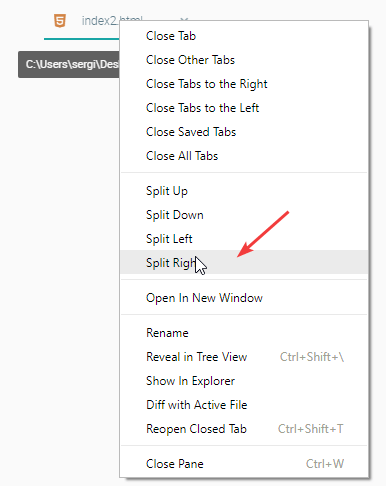 index2.html
Close Tab
C:\Users\sergi\Des
Close Other Tabs
Close Tabs to the Right
Close Tabs to the Left
Close Saved Tabs
Close All Tabs
Split Up
Split Down
Split Left
Split Right
Open In New Window
Rename
Reveal in Tree View Ctrl+Shift+\
Show In Explorer
Diff with Active File
Reopen Closed Tab Ctrl+Shift+T
Close Pane Ctrl+W